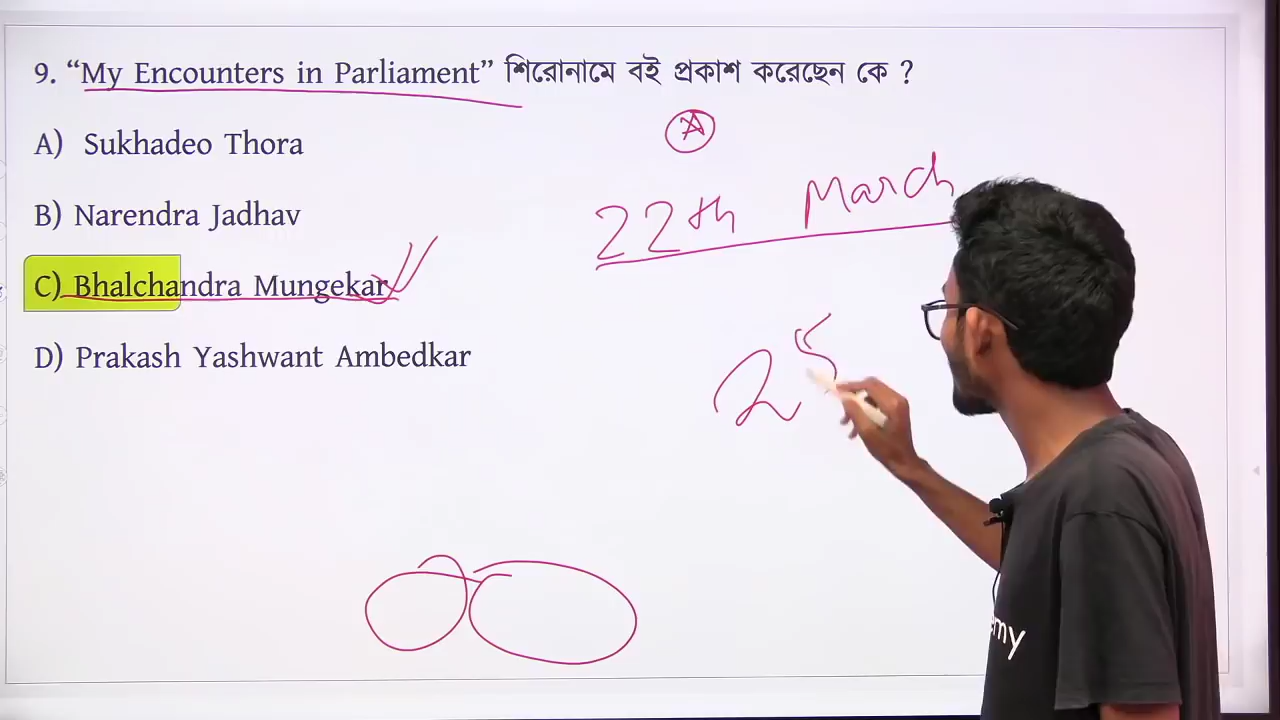 9. “My Encounters in Parliament” শিরোনামে বই প্রকাশ করেছেন কে ?
A) Sukhadeo Thora
A
22th March
B) Narendra Jadhav
C) Bhalchandra Mungekar
25
D) Prakash Yashwant Ambedkar
emy